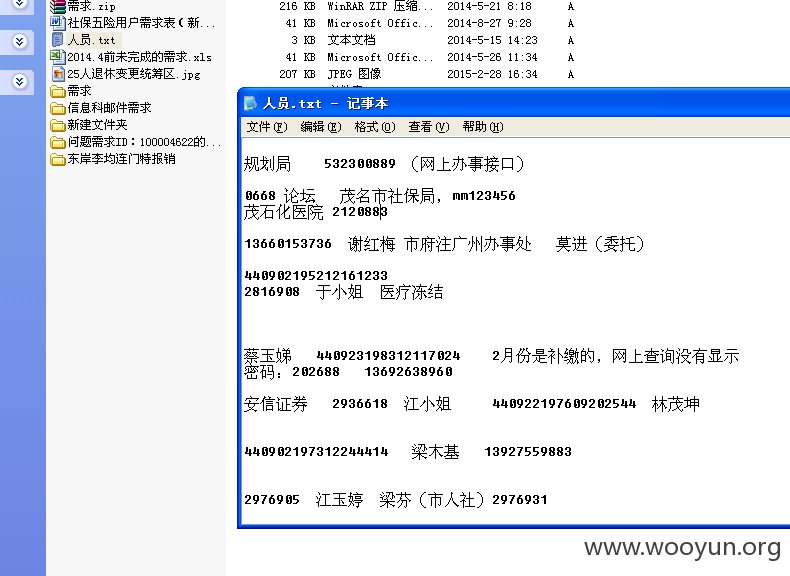 需求.zip 216 KB WinRAR ZIP 压缩... 2014-5-21 8:18 A
社保五险用户需求表(新... 41 KB Microsoft Offic... 2014-8-27 9:28 A
人员.txt 3 KB 文本文档 2014-5-15 14:23 A
2014.4前未完成的需求.xls 41 KB Microsoft Offic... 2014-5-26 11:34 A
25人退休变更统筹区.jpg 207 KB JPEG 图像 2015-2-28 16:34 A
需求
信息科邮件需求
新建文件夹
问题需求ID:100004622的...
东岸李均连门特报销
人员.txt - 记事本
文件(F) 编辑(E) 格式(O) 查看(V) 帮助(H)
规划局 532300889 (网上办事接口)
0668 论坛 茂名市社保局, mm123456
茂石化医院 2120883
13660153736 谢红梅 市府注广州办事处 莫进(委托)
440902195212161233
2816908 于小姐 医疗冻结
蔡玉娣 440923198312117024 2月份是补缴的, 网上查询没有显示
密码: 202688 13692638960
安信证券 2936618 江小姐 440922197609202544 林茂坤
440902197312244414 梁木基 13927559883
2976905 江玉婷 梁芬(市人社)2976931
www.wooyun.org